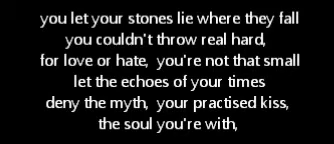 you let your stones lie where they fall
you couldn't throw real hard,
for love or hate, you're not that small
let the echoes of your times
deny the myth, your practised kiss,
the soul you're with,